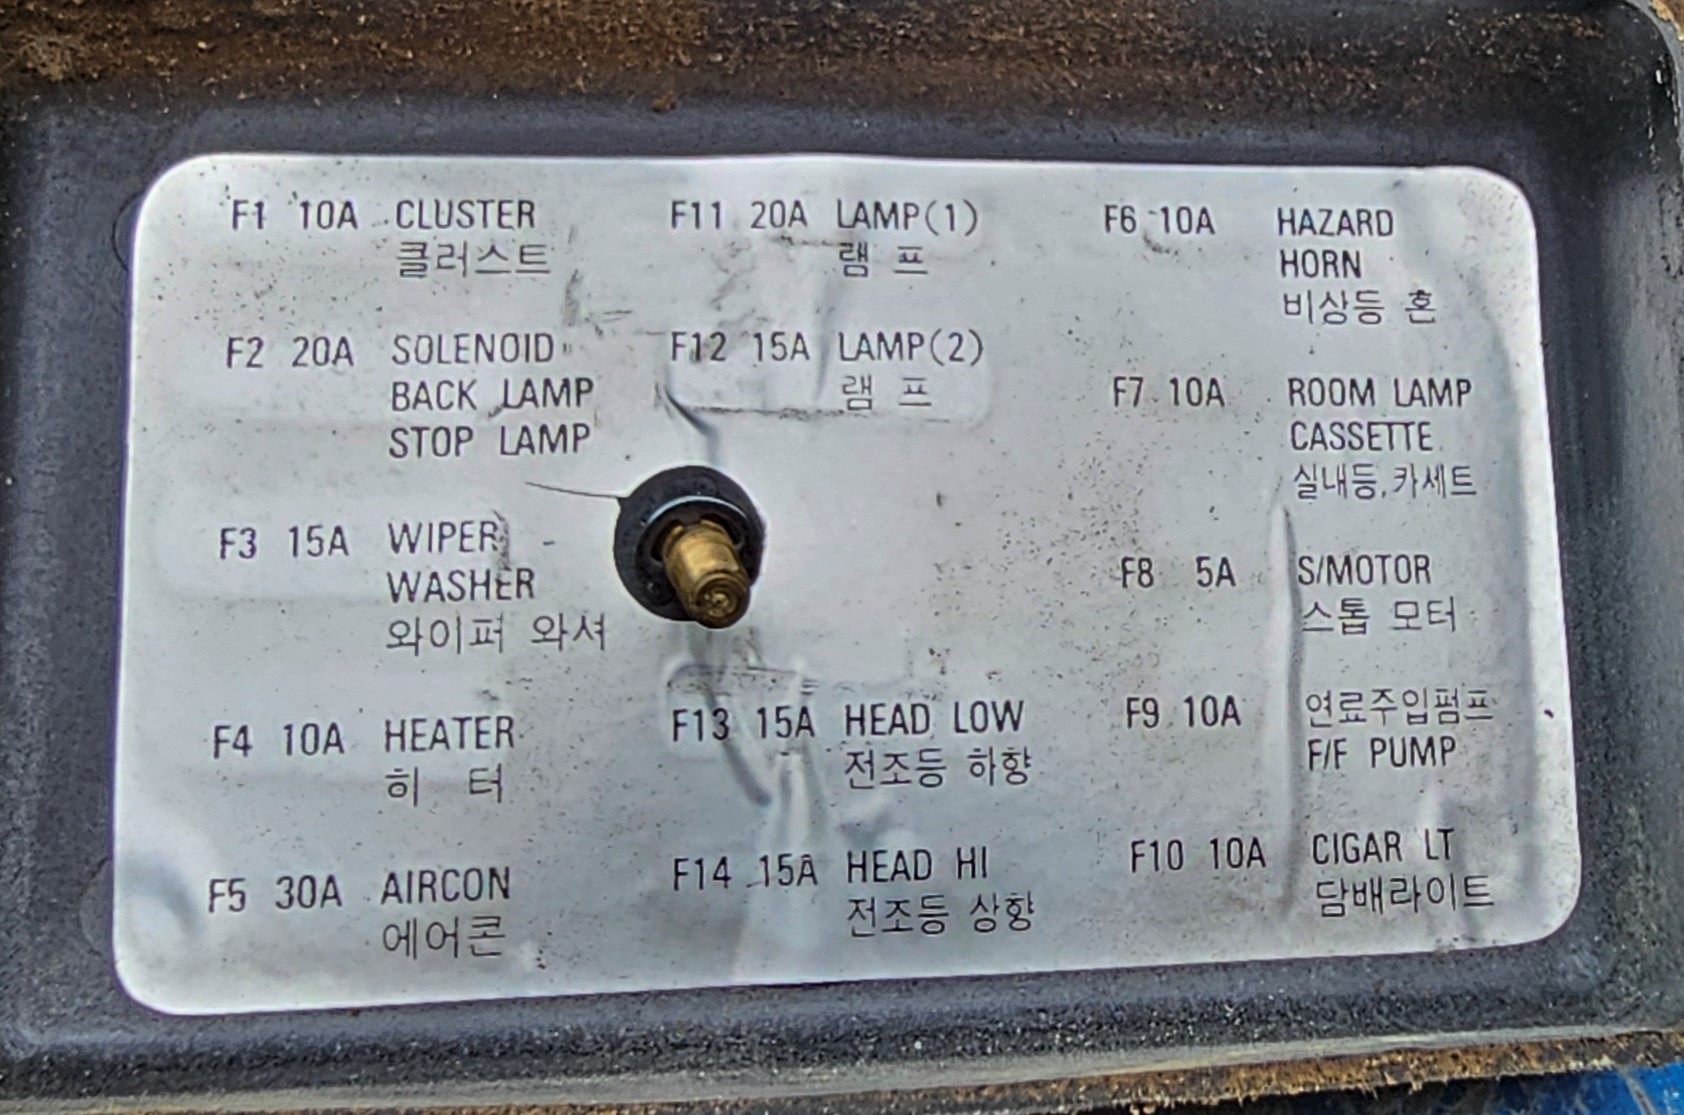 F1 10A CLUSTER
클러스트
F2 20A SOLENOID
BACK LAMP
STOP LAMP
F3 15A WIPER
WASHER
와이퍼 와셔
F4 10A HEATER
히 터
F5 30A AIRCON
에어콘
F11 20A LAMP(1)
램 프
F12 15A LAMP(2)
램 프
F13 15A HEAD LOW
전조등 하향
F14 15A HEAD HI
전조등 상향
F6 10A HAZARD
HORN
비상등 혼
F7 10A ROOM LAMP
CASSETTE
실내등,카세트
F8 5A S/MOTOR
스톱 모터
F9 10A 연료주입펌프
F/F PUMP
F10 10A CIGAR LT
담배라이트